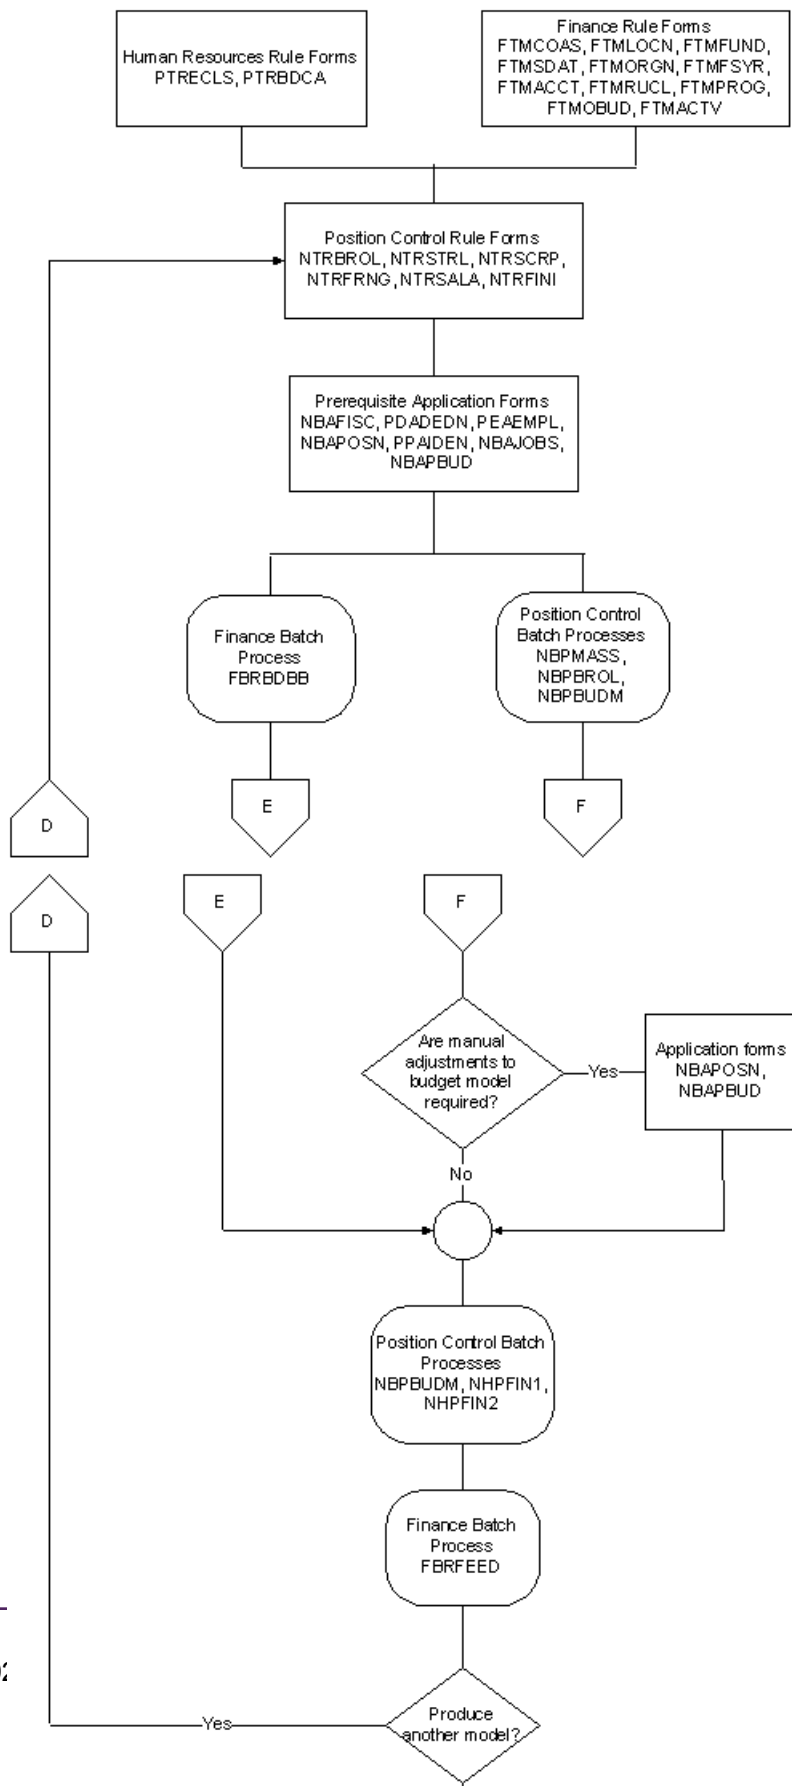 Human Resources Rule Forms
PTRECLS, PTRBDCA
Finance Rule Forms
FTMCOAS, FTMLOCN, FTMFUND,
FTMSDAT, FTMORGN, FTMFSYR,
FTMACCT, FTMRUCL, FTMPROG,
FTMOBUD, FTMACTV
Position Control Rule Forms
NTRBROL, NTRSTRL, NTRSCRP,
NTRFRNG, NTRSALA, NTRFINI
Prerequisite Application Forms
NBAFISC, PDADEDN, PEAEMPL,
NBAPOSN, PPAIDEN, NBAJOBS,
NBAPBUD
Finance Batch
Process
FBRBDBB
Position Control
Batch Processes
NBPMASS,
NBPBROL,
NBPBUDM
D
E
F
D
E
F
Are manual
adjustments to
budget model
required?
Yes
Application forms
NBAPOSN,
NBAPBUD
No
Position Control Batch
Processes
NBPBUDM, NHPFIN1,
NHPFIN2
Finance Batch
Process
FBRFEED
Produce
another model?
Yes